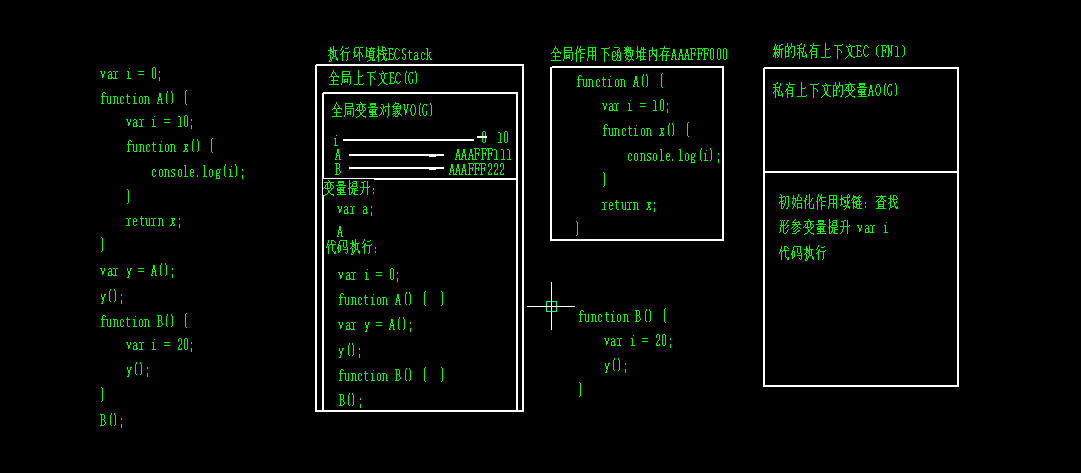 var i = 0;
function A() {
var i = 10;
function x() {
console.log(i);
}
return x;
}
var y = A();
y();
function B() {
var i = 20;
y();
}
B();
执行环境栈ECStack
全局上下文EC(G)
全局变量对象VO(G)
i 0 10
A AAAFFF111
B AAAFFF222
变量提升:
var a;
A
代码执行:
var i = 0;
function A() { }
var y = A();
y();
function B() { }
B();
全局作用下函数堆内存AAAFFF000
function A() {
var i = 10;
function x() {
console.log(i);
}
return x;
}
function B() {
var i = 20;
y();
}
新的私有上下文EC (FN1)
私有上下文的变量AO(G)
初始化作用域链: 查找
形参变量提升 var i
代码执行